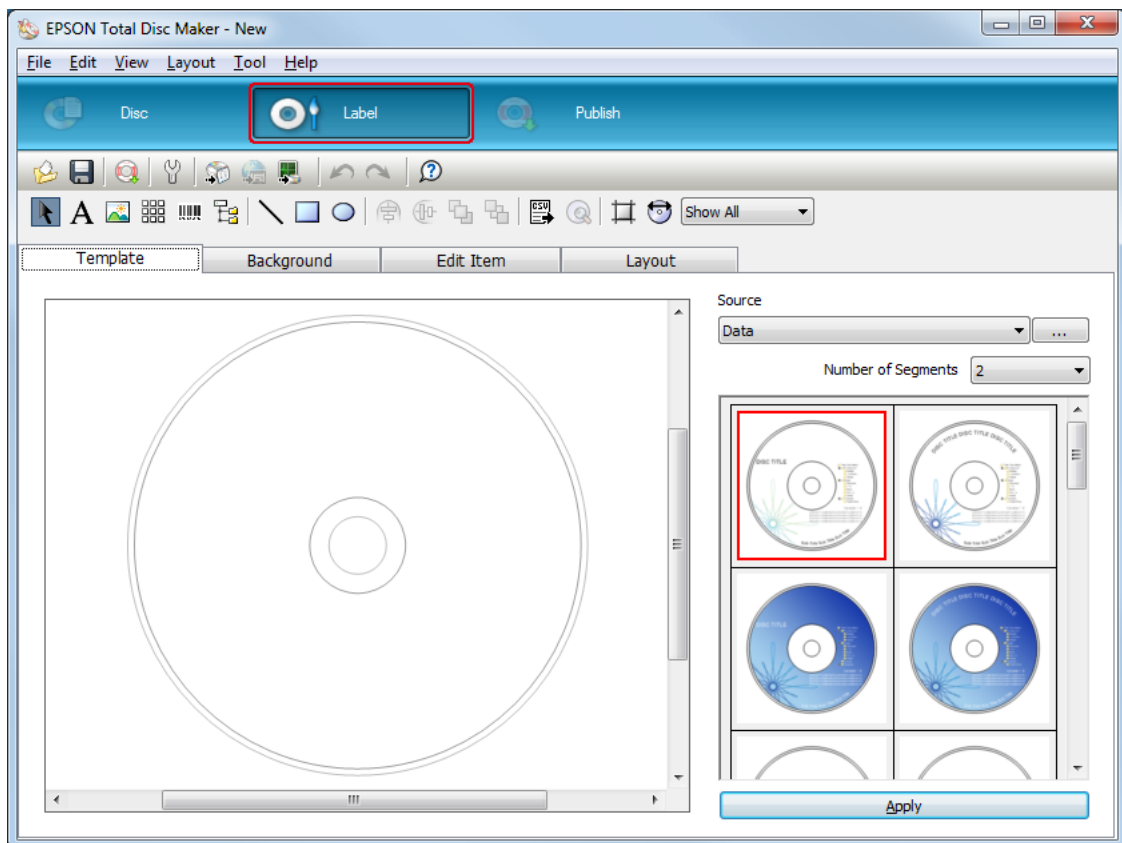 EPSON Total Disc Maker - New
File Edit View Layout Tool Help
Disc Label Publish
A CSV Show All
Template Background Edit Item Layout
Source
Data ...
Number of Segments 2
DISC TITLE
DISC TITLE DISC TITLE DISC TITLE
DISC TITLE
DISC TITLE DISC TITLE DISC TITLE
Apply